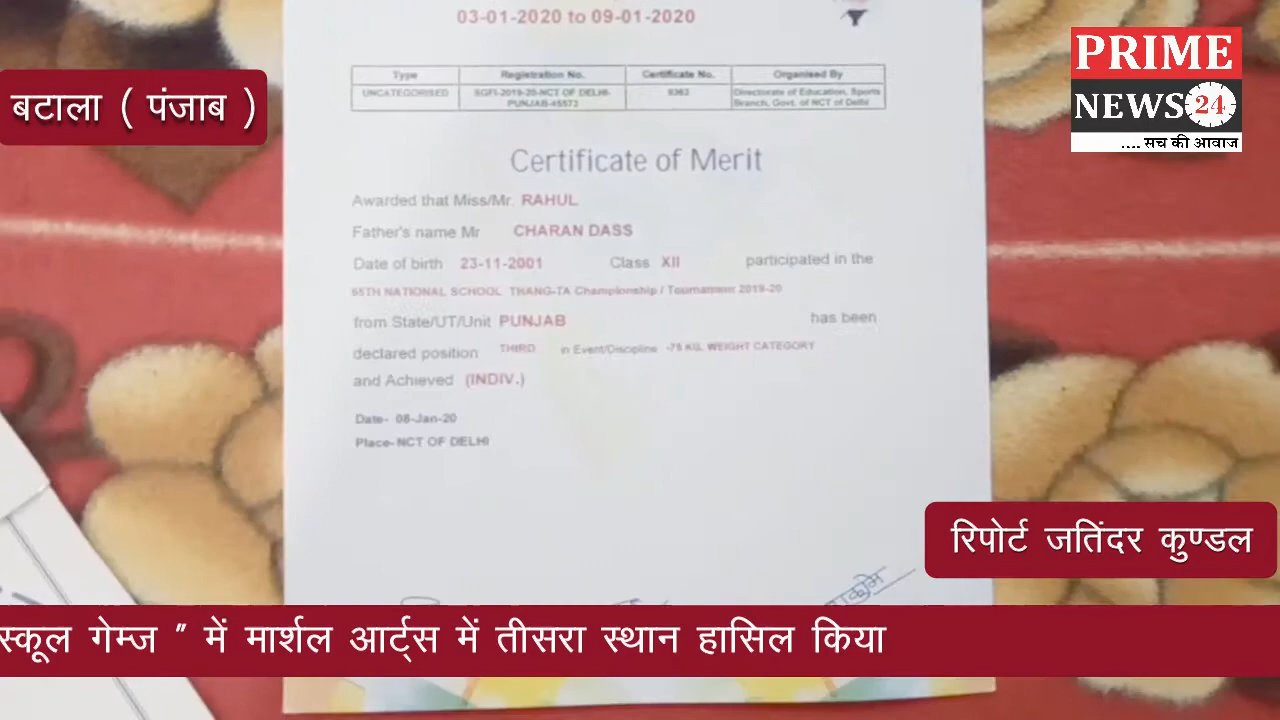 03-01-2020 to 09-01-2020
PRIME
NEWS 24
.... सच की आवाज
बटाला ( पंजाब )
Type Registration No. Certificate No. Organised By
UNCATEGORISED SGFI-2019-20-NCT OF DELHI- 9363 Directorate of Education, Sports
PUNJAB-45573 Branch, Govt. of NCT of Delhi
Certificate of Merit
Awarded that Miss/Mr. RAHUL
Father's name Mr CHARAN DASS
Date of birth 23-11-2001 Class XII participated in the
65TH NATIONAL SCHOOL THANG-TA Championship / Tournament 2019-20
from State/UT/Unit PUNJAB has been
declared position THIRD in Event/Discipline -75 KG. WEIGHT CATEGORY
and Achieved (INDIV.)
Date- 08-Jan-20
Place-NCT OF DELHI
रिपोर्ट जतिंदर कुण्डल
स्कूल गेम्ज " में मार्शल आर्ट्स में तीसरा स्थान हासिल किया